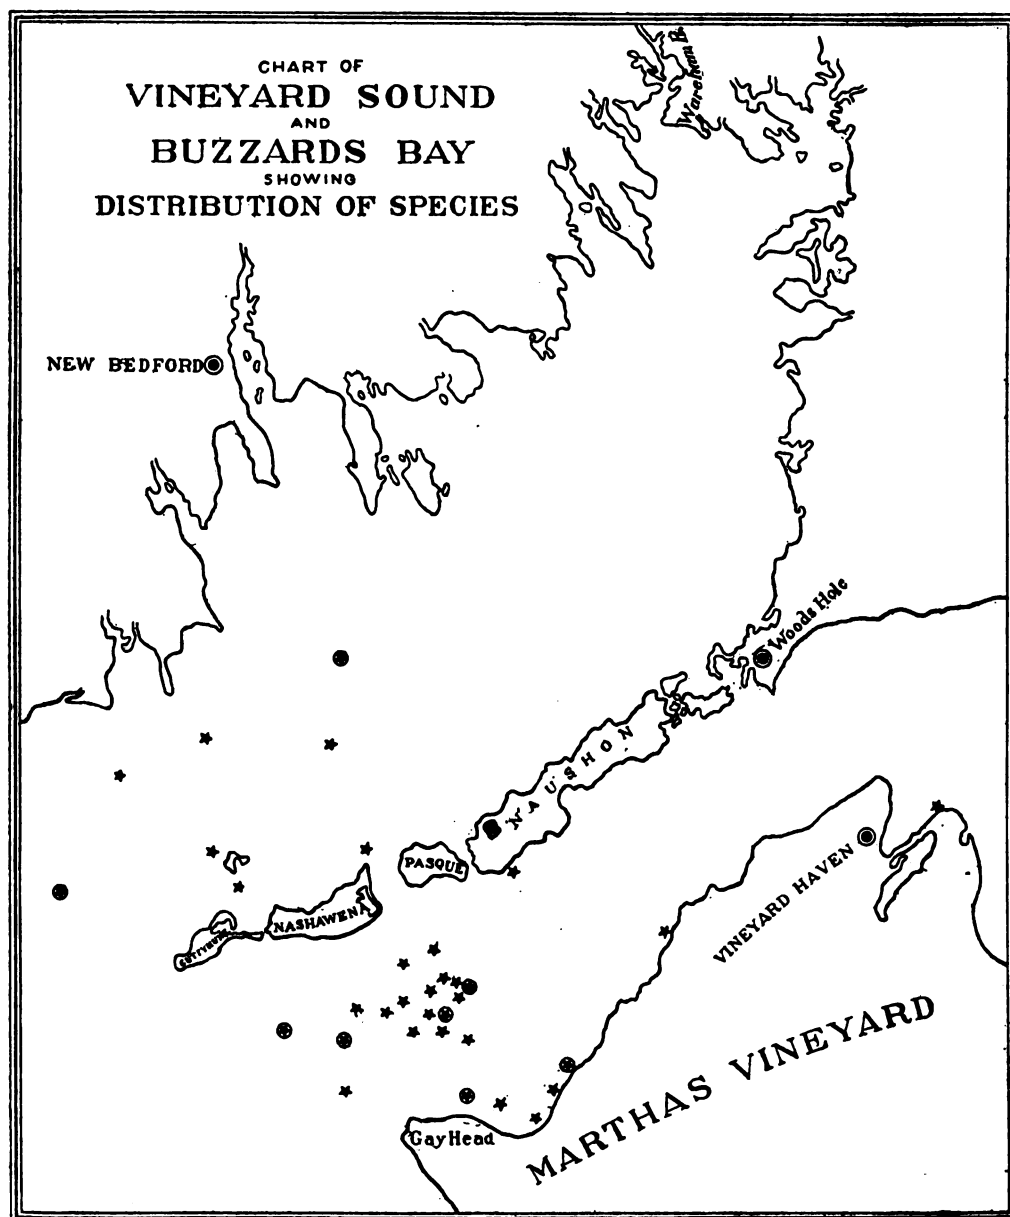 CHART OF
VINEYARD SOUND
AND
BUZZARDS BAY
SHOWING
DISTRIBUTION OF SPECIES
Wareham R.
NEW BEDFORD
Woods Hole
NAUSHON
PASQUE
NASHAWENA
CUTTYHUNK
VINEYARD HAVEN
MARTHAS VINEYARD
Gay Head